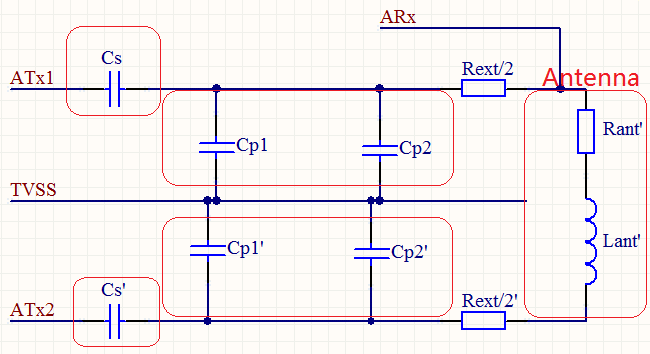 ARx
Cs
Rext/2
Antenna
ATx1
Rant'
Cp1
Cp2
TVSS
Lant'
Cp1'
Cp2'
Cs'
Rext/2'
ATx2